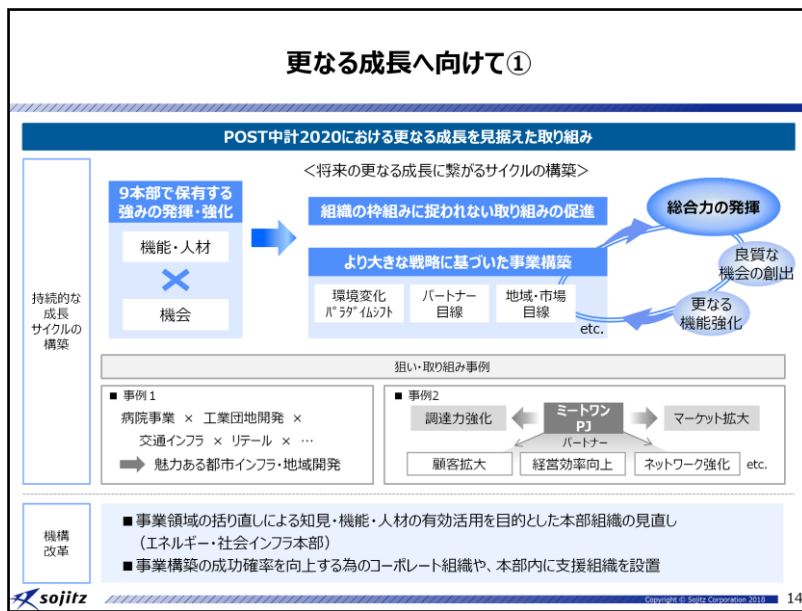 更なる成長へ向けて①
POST中計2020における更なる成長を見据えた取り組み
持続的な
成長
サイクルの
構築
＜将来の更なる成長に繋がるサイクルの構築＞
9本部で保有する
強みの発揮・強化
機能・人材
×
機会
組織の枠組みに捉われない取り組みの促進
より大きな戦略に基づいた事業構築
環境変化
ﾊﾟﾗﾀﾞｲﾑｼﾌﾄ
パートナー
目線
地域・市場
目線
etc.
総合力の発揮
良質な
機会の創出
更なる
機能強化
狙い・取り組み事例
■ 事例１
病院事業 × 工業団地開発 ×
交通インフラ × リテール × …
魅力ある都市インフラ・地域開発
■ 事例2
調達力強化
ミートワン
PJ
マーケット拡大
パートナー
顧客拡大
経営効率向上
ネットワーク強化
etc.
機構
改革
■事業領域の括り直しによる知見・機能・人材の有効活用を目的とした本部組織の見直し
（エネルギー・社会インフラ本部）
■事業構築の成功確率を向上する為のコーポレート組織や、本部内に支援組織を設置
sojitz
Copyright © Sojitz Corporation 2018
14